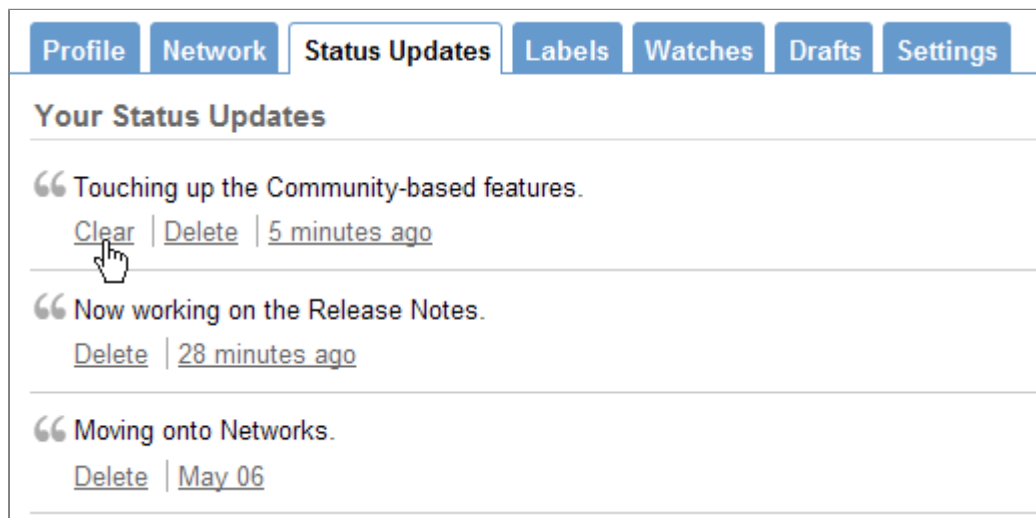 Profile Network Status Updates Labels Watches Drafts Settings
Your Status Updates
Touching up the Community-based features.
Clear Delete 5 minutes ago
Now working on the Release Notes.
Delete 28 minutes ago
Moving onto Networks.
Delete May 06